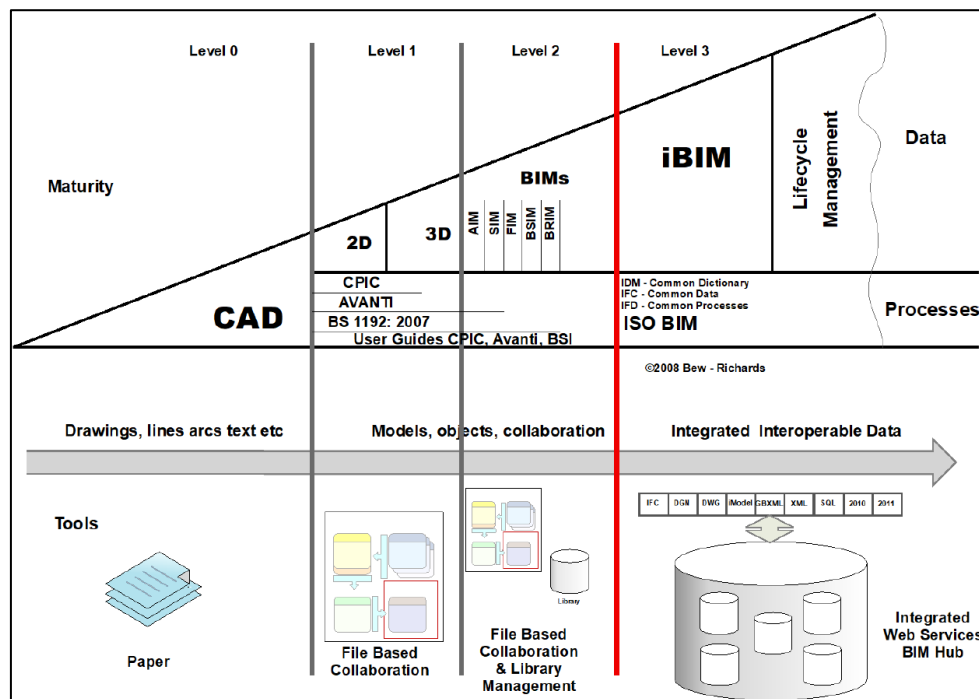 Level 0
Level 1
Level 2
Level 3
Maturity
2D
3D
BIMs
AIM
SIM
FIM
BSIM
BRIM
iBIM
Lifecycle
Management
Data
CAD
CPIC
AVANTI
BS 1192: 2007
User Guides CPIC, Avanti, BSI
IDM - Common Dictionary
IFC - Common Data
IFD - Common Processes
ISO BIM
Processes
©2008 Bew - Richards
Drawings, lines arcs text etc
Models, objects, collaboration
Integrated Interoperable Data
Tools
IFC
DGN
DWG
iModel
GBXML
XML
SQL
2010
2011
Library
Paper
File Based
Collaboration
File Based
Collaboration
& Library
Management
Integrated
Web Services
BIM Hub